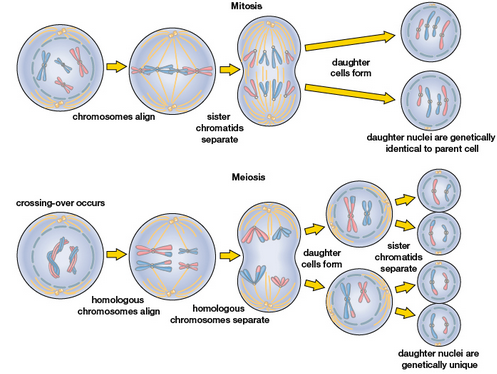 Mitosis
chromosomes align
sister
chromatids
separate
daughter
cells form
daughter nuclei are genetically
identical to parent cell
Meiosis
crossing-over occurs
homologous
chromosomes align
homologous
chromosomes separate
daughter
cells form
sister
chromatids
separate
daughter nuclei are
genetically unique